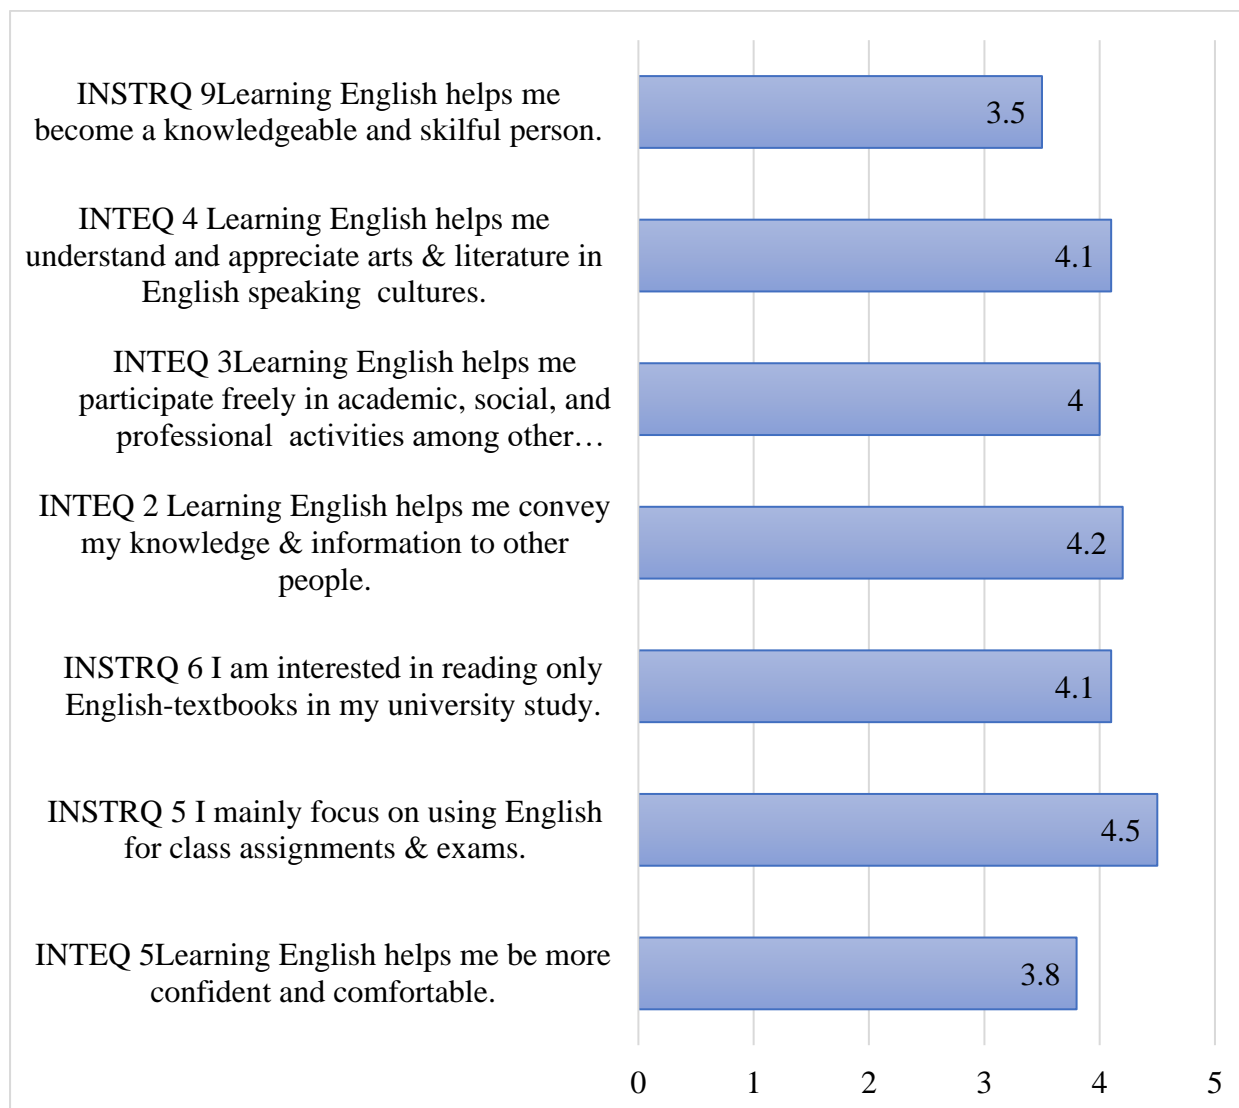 INSTRQ 9Learning English helps me
become a knowledgeable and skilful person.
3.5
INTEQ 4 Learning English helps me
understand and appreciate arts & literature in
English speaking cultures.
4.1
INTEQ 3Learning English helps me
participate freely in academic, social, and
professional activities among other…
4
INTEQ 2 Learning English helps me convey
my knowledge & information to other
people.
4.2
INSTRQ 6 I am interested in reading only
English-textbooks in my university study.
4.1
INSTRQ 5 I mainly focus on using English
for class assignments & exams.
4.5
INTEQ 5Learning English helps me be more
confident and comfortable.
3.8
0 1 2 3 4 5